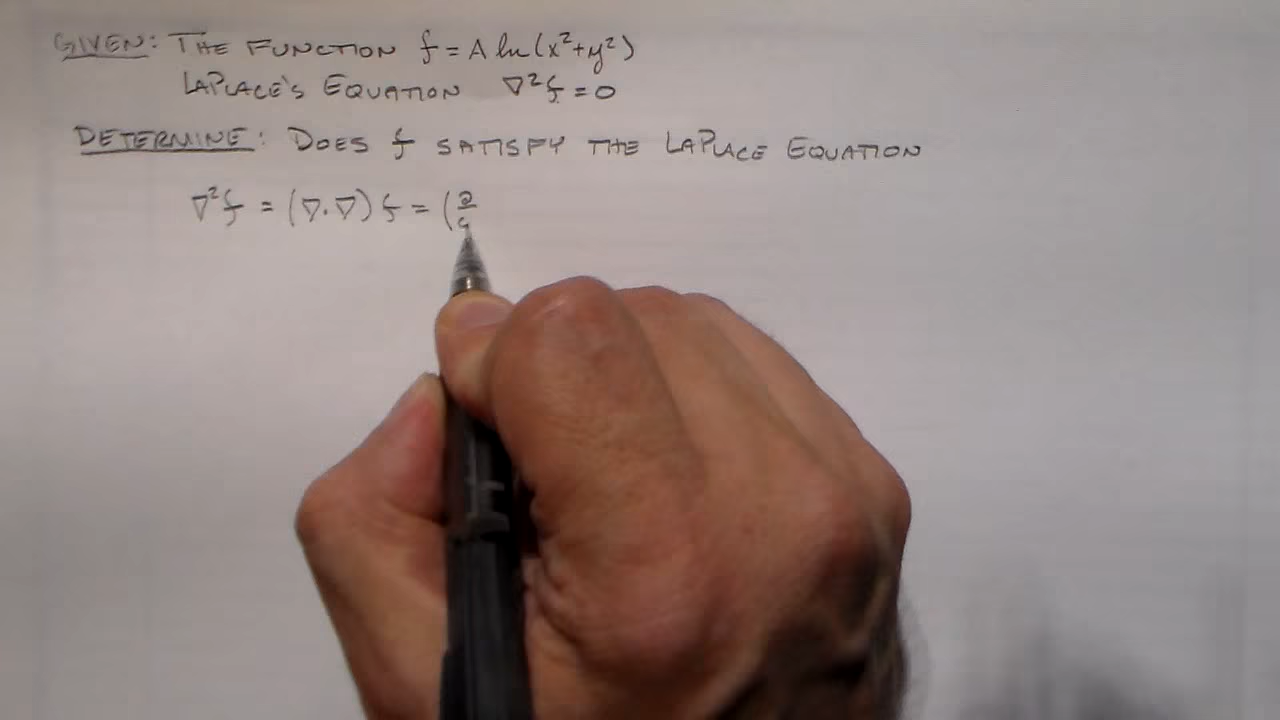 GIVEN: THE FUNCTION f = A ln(x²+y²)
LAPLACE'S EQUATION ∇²f = 0
DETERMINE: DOES f SATISFY THE LAPLACE EQUATION
∇²f = (∇·∇) f = (∂